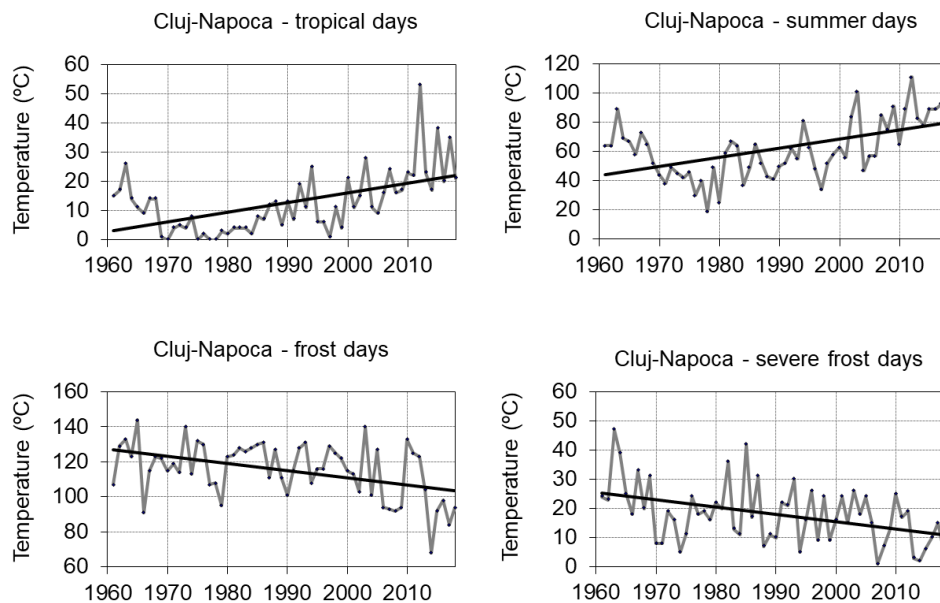 Cluj-Napoca - tropical days
Temperature (ºC)
60
50
40
30
20
10
0
1960 1970 1980 1990 2000 2010
Cluj-Napoca - summer days
Temperature (ºC)
120
100
80
60
40
20
0
1960 1970 1980 1990 2000 2010
Cluj-Napoca - frost days
Temperature (ºC)
160
140
120
100
80
60
1960 1970 1980 1990 2000 2010
Cluj-Napoca - severe frost days
Temperature (ºC)
60
50
40
30
20
10
0
1960 1970 1980 1990 2000 2010